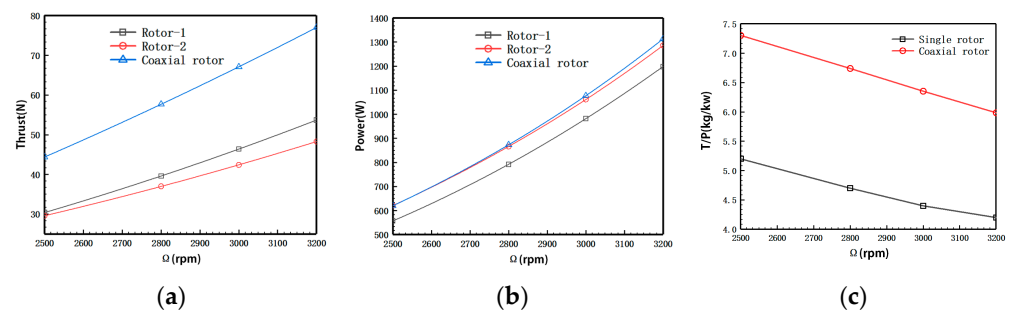 80
70
60
50
40
30
Thrust(N)
Rotor-1
Rotor-2
Coaxial rotor
2500 2600 2700 2800 2900 3000 3100 3200
Ω(rpm)
(a)
1400
1300
1200
1100
1000
900
800
700
600
500
Power(W)
Rotor-1
Rotor-2
Coaxial rotor
2500 2600 2700 2800 2900 3000 3100 3200
Ω(rpm)
(b)
7.5
7.0
6.5
6.0
5.5
5.0
4.5
4.0
T/P(kg/kw)
Single rotor
Coaxial rotor
2500 2600 2700 2800 2900 3000 3100 3200
Ω(rpm)
(c)